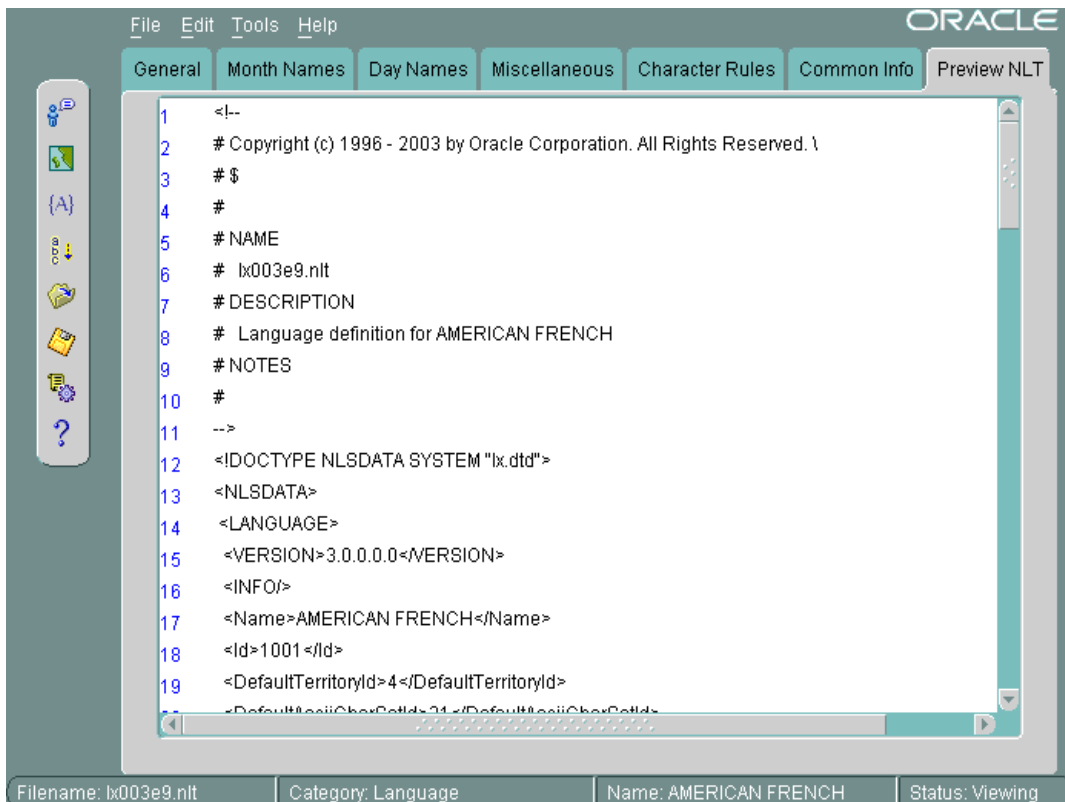 File Edit Tools Help
ORACLE
General Month Names Day Names Miscellaneous Character Rules Common Info Preview NLT
{A}
a
b
c
?
1 <!--
2 # Copyright (c) 1996 - 2003 by Oracle Corporation. All Rights Reserved. \
3 # $
4 #
5 # NAME
6 # lx003e9.nlt
7 # DESCRIPTION
8 # Language definition for AMERICAN FRENCH
9 # NOTES
10 #
11 -->
12 <!DOCTYPE NLSDATA SYSTEM "lx.dtd">
13 <NLSDATA>
14 <LANGUAGE>
15 <VERSION>3.0.0.0.0</VERSION>
16 <INFO/>
17 <Name>AMERICAN FRENCH</Name>
18 <Id>1001</Id>
19 <DefaultTerritoryId>4</DefaultTerritoryId>
Filename: lx003e9.nlt Category: Language Name: AMERICAN FRENCH Status: Viewing